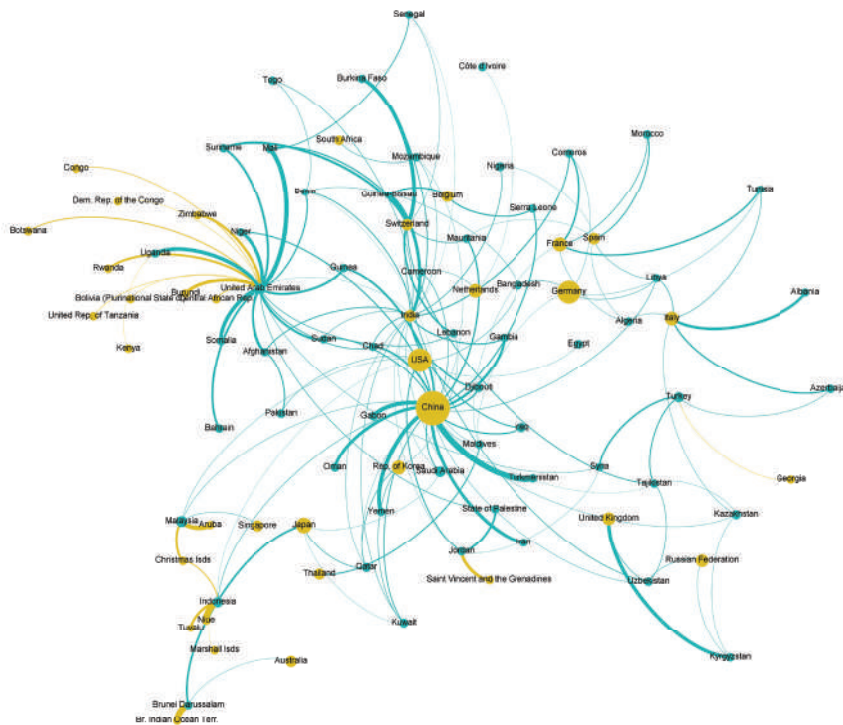 Senegal
Côte d'Ivoire
Burkina Faso
Togo
South Africa
Morocco
Suriname
Mali
Mozambique
Comoros
Nigeria
Congo
Tunisia
Belgium
Dem. Rep. of the Congo
Sierra Leone
Zimbabwe
Switzerland
Botswana
Niger
Mauritania
Spain
France
Uganda
Rwanda
Guinea
Cameroon
Libya
United Arab Emirates
Bangladesh
Netherlands
Germany
Burundi
Albania
Bolivia (Plurinational State of)
Central African Rep.
United Rep. of Tanzania
India
Italy
Algeria
Lebanon
Gambia
Somalia
Sudan
Kenya
Chad
Egypt
Afghanistan
USA
Djibouti
Azerbaijan
Turkey
China
Pakistan
Gabon
Bahrain
Iraq
Maldives
Oman
Rep. of Korea
Saudi Arabia
Syria
Turkmenistan
Georgia
Tajikistan
State of Palestine
Yemen
Kazakhstan
United Kingdom
Malaysia
Aruba
Singapore
Japan
Iran
Jordan
Christmas Islds
Russian Federation
Thailand
Qatar
Saint Vincent and the Grenadines
Uzbekistan
Indonesia
Niue
Tuvalu
Kuwait
Marshall Isds
Kyrgyzstan
Australia
Brunei Darussalam
Br. Indian Ocean Terr.